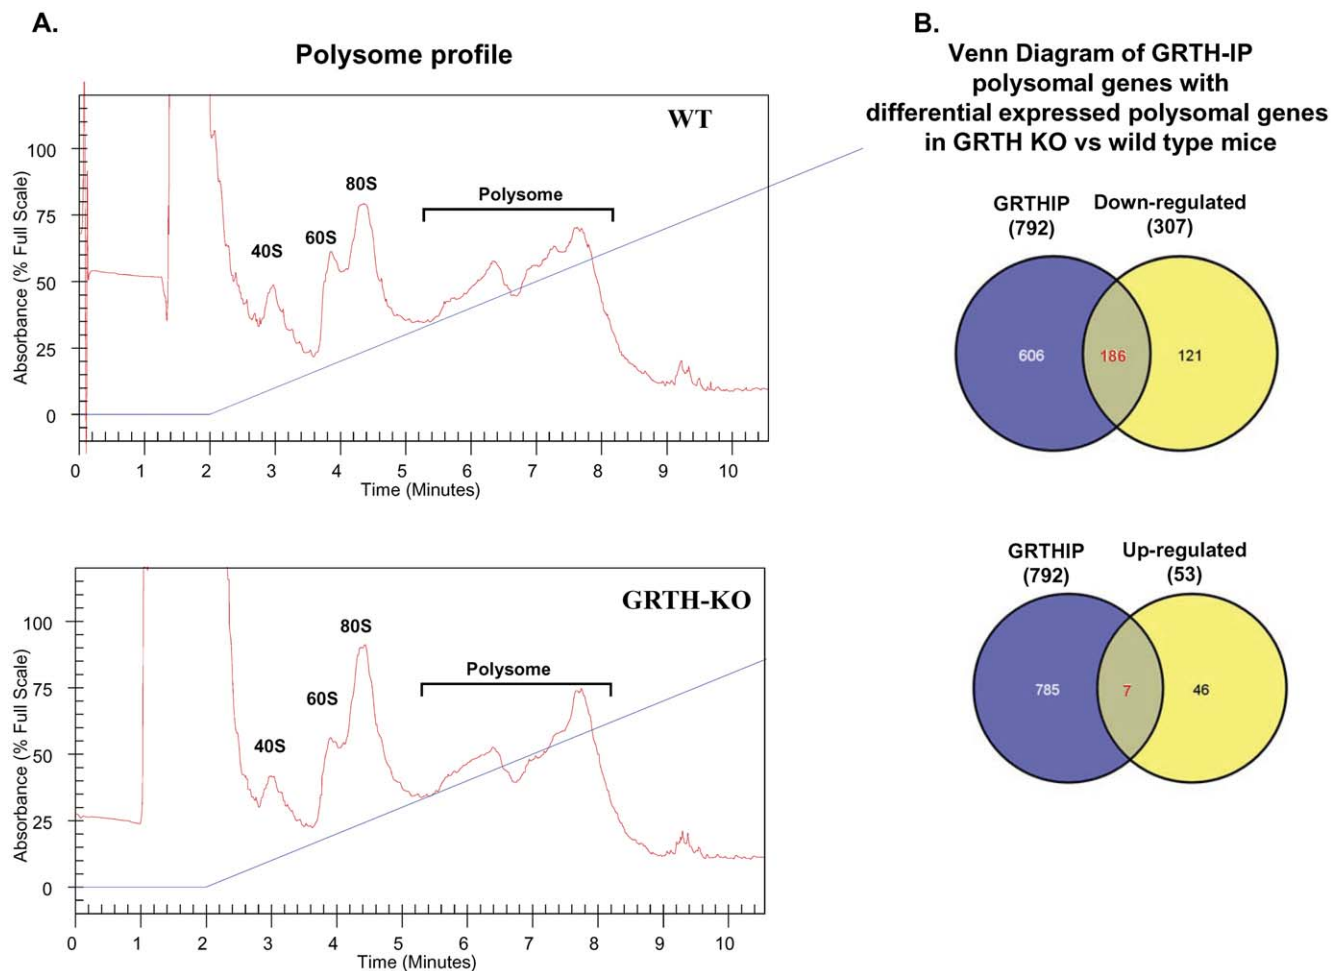 A.
Polysome profile
WT
Absorbance (% Full Scale)
100
75
50
25
0
40S
60S
80S
Polysome
0 1 2 3 4 5 6 7 8 9 10
Time (Minutes)
GRTH-KO
Absorbance (% Full Scale)
100
75
50
25
0
40S
60S
80S
Polysome
0 1 2 3 4 5 6 7 8 9 10
Time (Minutes)
B.
Venn Diagram of GRTH-IP
polysomal genes with
differential expressed polysomal genes
in GRTH KO vs wild type mice
GRTHIP Down-regulated
(792) (307)
606 186 121
GRTHIP Up-regulated
(792) (53)
785 7 46